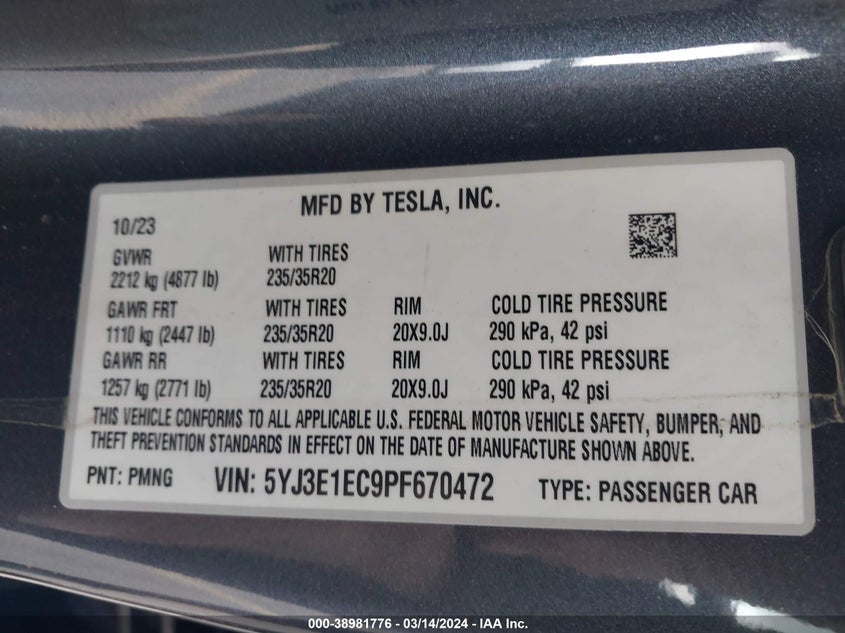 MFD BY TESLA, INC.
10/23
GVWR WITH TIRES
2212 kg (4877 lb) 235/35R20
GAWR FRT WITH TIRES RIM COLD TIRE PRESSURE
1110 kg (2447 lb) 235/35R20 20X9.0J 290 kPa, 42 psi
GAWR RR WITH TIRES RIM COLD TIRE PRESSURE
1257 kg (2771 lb) 235/35R20 20X9.0J 290 kPa, 42 psi
THIS VEHICLE CONFORMS TO ALL APPLICABLE U.S. FEDERAL MOTOR VEHICLE SAFETY, BUMPER, AND
THEFT PREVENTION STANDARDS IN EFFECT ON THE DATE OF MANUFACTURE SHOWN ABOVE.
PNT: PMNG VIN: 5YJ3E1EC9PF670472 TYPE: PASSENGER CAR
000-38981776 - 03/14/2024 - IAA Inc.